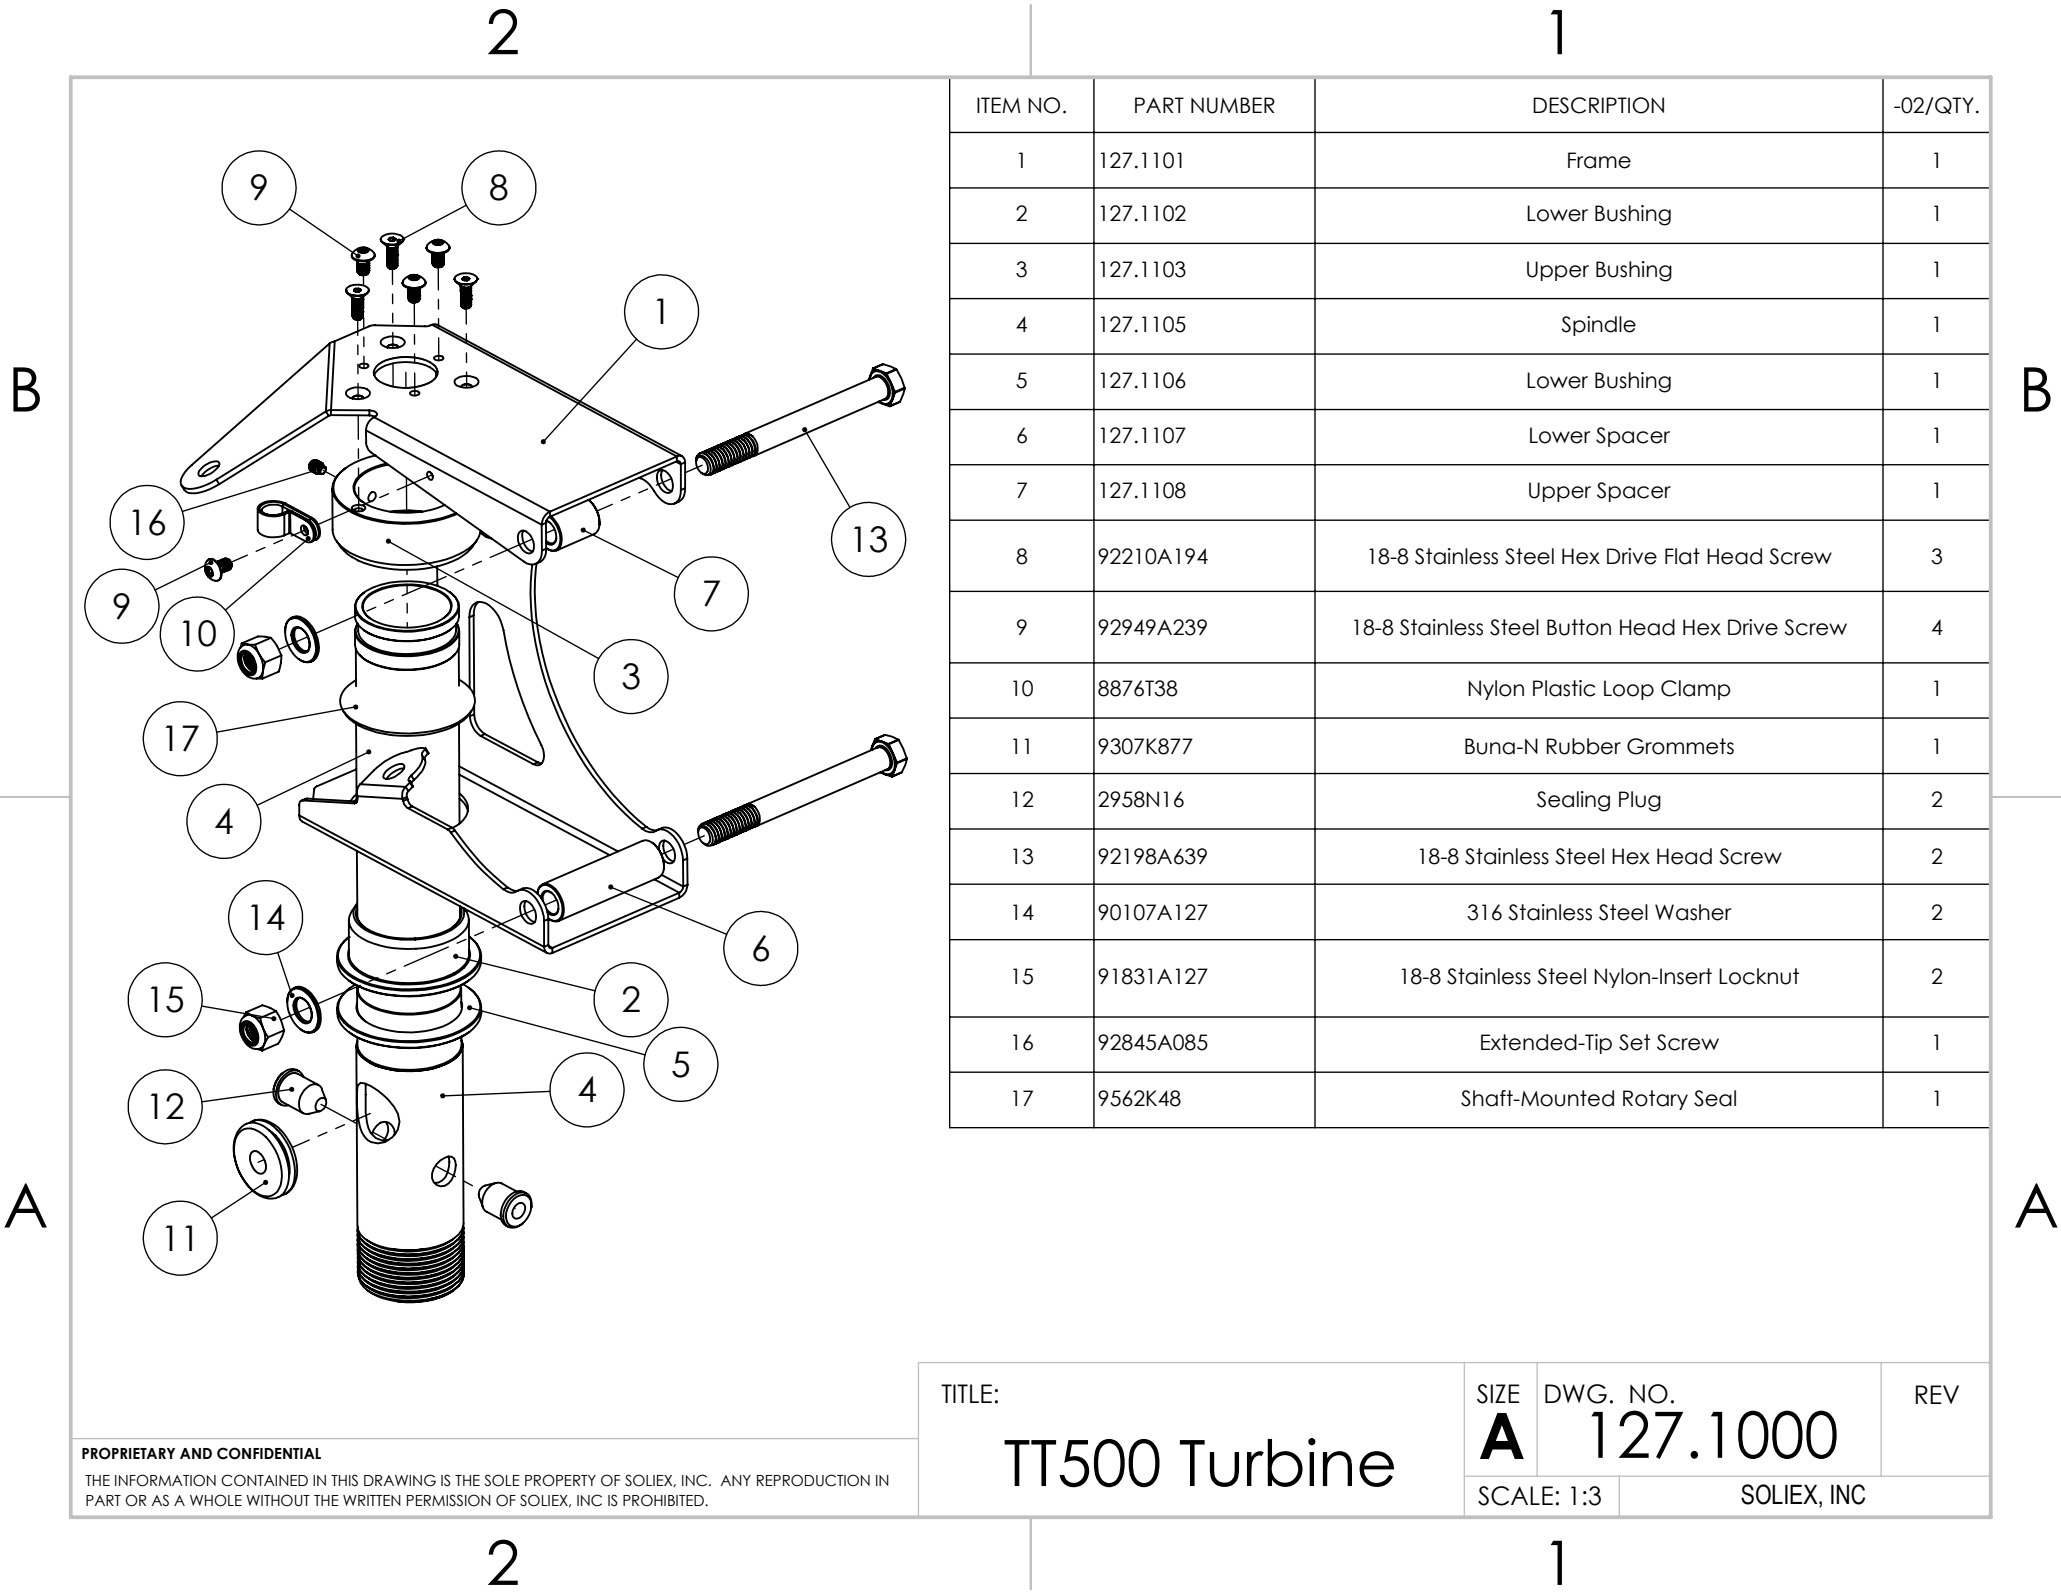 2 1
ITEM NO. PART NUMBER DESCRIPTION -02/QTY.
1 127.1101 Frame 1
2 127.1102 Lower Bushing 1
3 127.1103 Upper Bushing 1
4 127.1105 Spindle 1
5 127.1106 Lower Bushing 1
6 127.1107 Lower Spacer 1
7 127.1108 Upper Spacer 1
8 92210A194 18-8 Stainless Steel Hex Drive Flat Head Screw 3
9 92949A239 18-8 Stainless Steel Button Head Hex Drive Screw 4
10 8876T38 Nylon Plastic Loop Clamp 1
11 9307K877 Buna-N Rubber Grommets 1
12 2958N16 Sealing Plug 2
13 92198A639 18-8 Stainless Steel Hex Head Screw 2
14 90107A127 316 Stainless Steel Washer 2
15 91831A127 18-8 Stainless Steel Nylon-Insert Locknut 2
16 92845A085 Extended-Tip Set Screw 1
17 9562K48 Shaft-Mounted Rotary Seal 1
9 8
1
B B
16
13
9
7
10
3
17
4
14
6
15
2
5
12
4
A A
11
TITLE:
TT500 Turbine
SIZE
A
DWG. NO.
127.1000
REV
SCALE: 1:3
SOLIEX, INC
PROPRIETARY AND CONFIDENTIAL
THE INFORMATION CONTAINED IN THIS DRAWING IS THE SOLE PROPERTY OF SOLIEX, INC. ANY REPRODUCTION IN
PART OR AS A WHOLE WITHOUT THE WRITTEN PERMISSION OF SOLIEX, INC IS PROHIBITED.
2 1